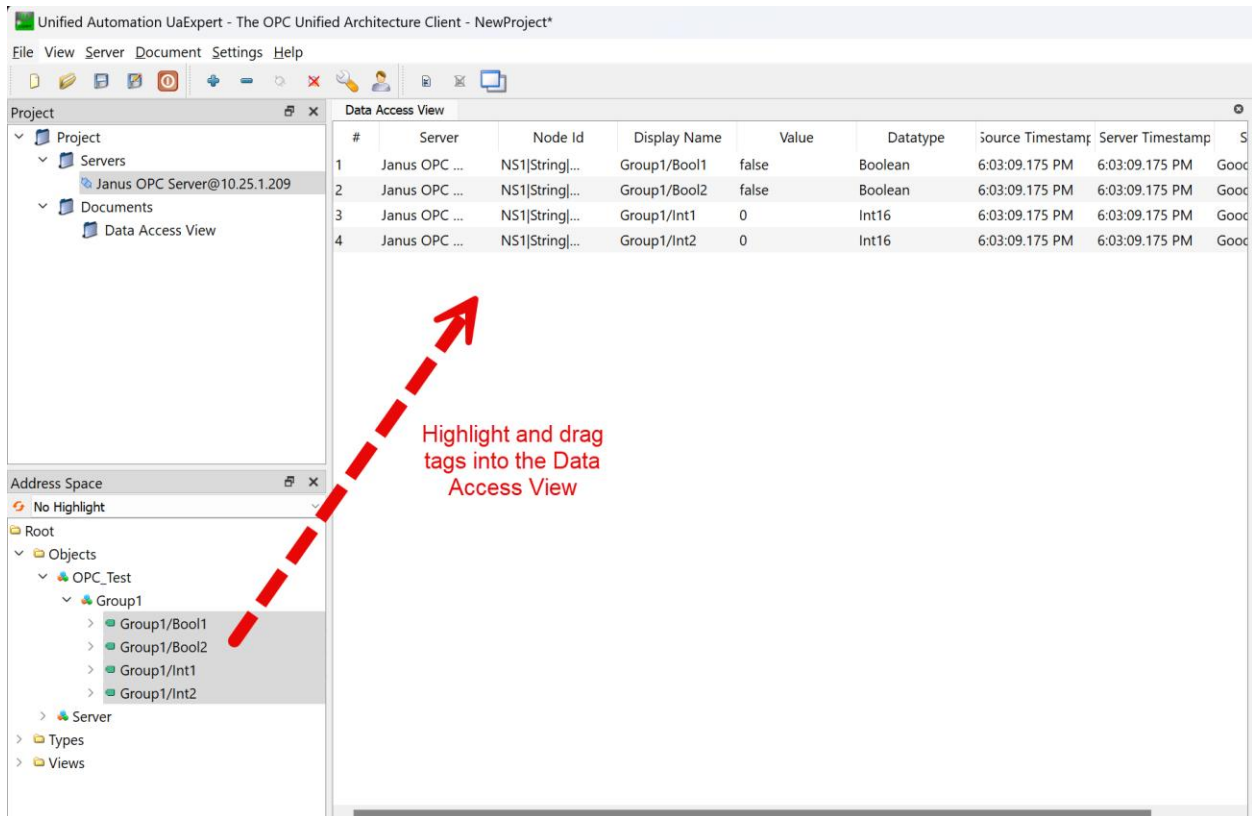 Unified Automation UaExpert - The OPC Unified Architecture Client - NewProject*
File View Server Document Settings Help
Project
Project
Servers
Janus OPC Server@10.25.1.209
Documents
Data Access View
Data Access View
# Server Node Id Display Name Value Datatype Source Timestamp Server Timestamp S
1 Janus OPC ... NS1|String|... Group1/Bool1 false Boolean 6:03:09.175 PM 6:03:09.175 PM Good
2 Janus OPC ... NS1|String|... Group1/Bool2 false Boolean 6:03:09.175 PM 6:03:09.175 PM Good
3 Janus OPC ... NS1|String|... Group1/Int1 0 Int16 6:03:09.175 PM 6:03:09.175 PM Good
4 Janus OPC ... NS1|String|... Group1/Int2 0 Int16 6:03:09.175 PM 6:03:09.175 PM Good
Highlight and drag
tags into the Data
Access View
Address Space
No Highlight
Root
Objects
OPC_Test
Group1
Group1/Bool1
Group1/Bool2
Group1/Int1
Group1/Int2
Server
Types
Views